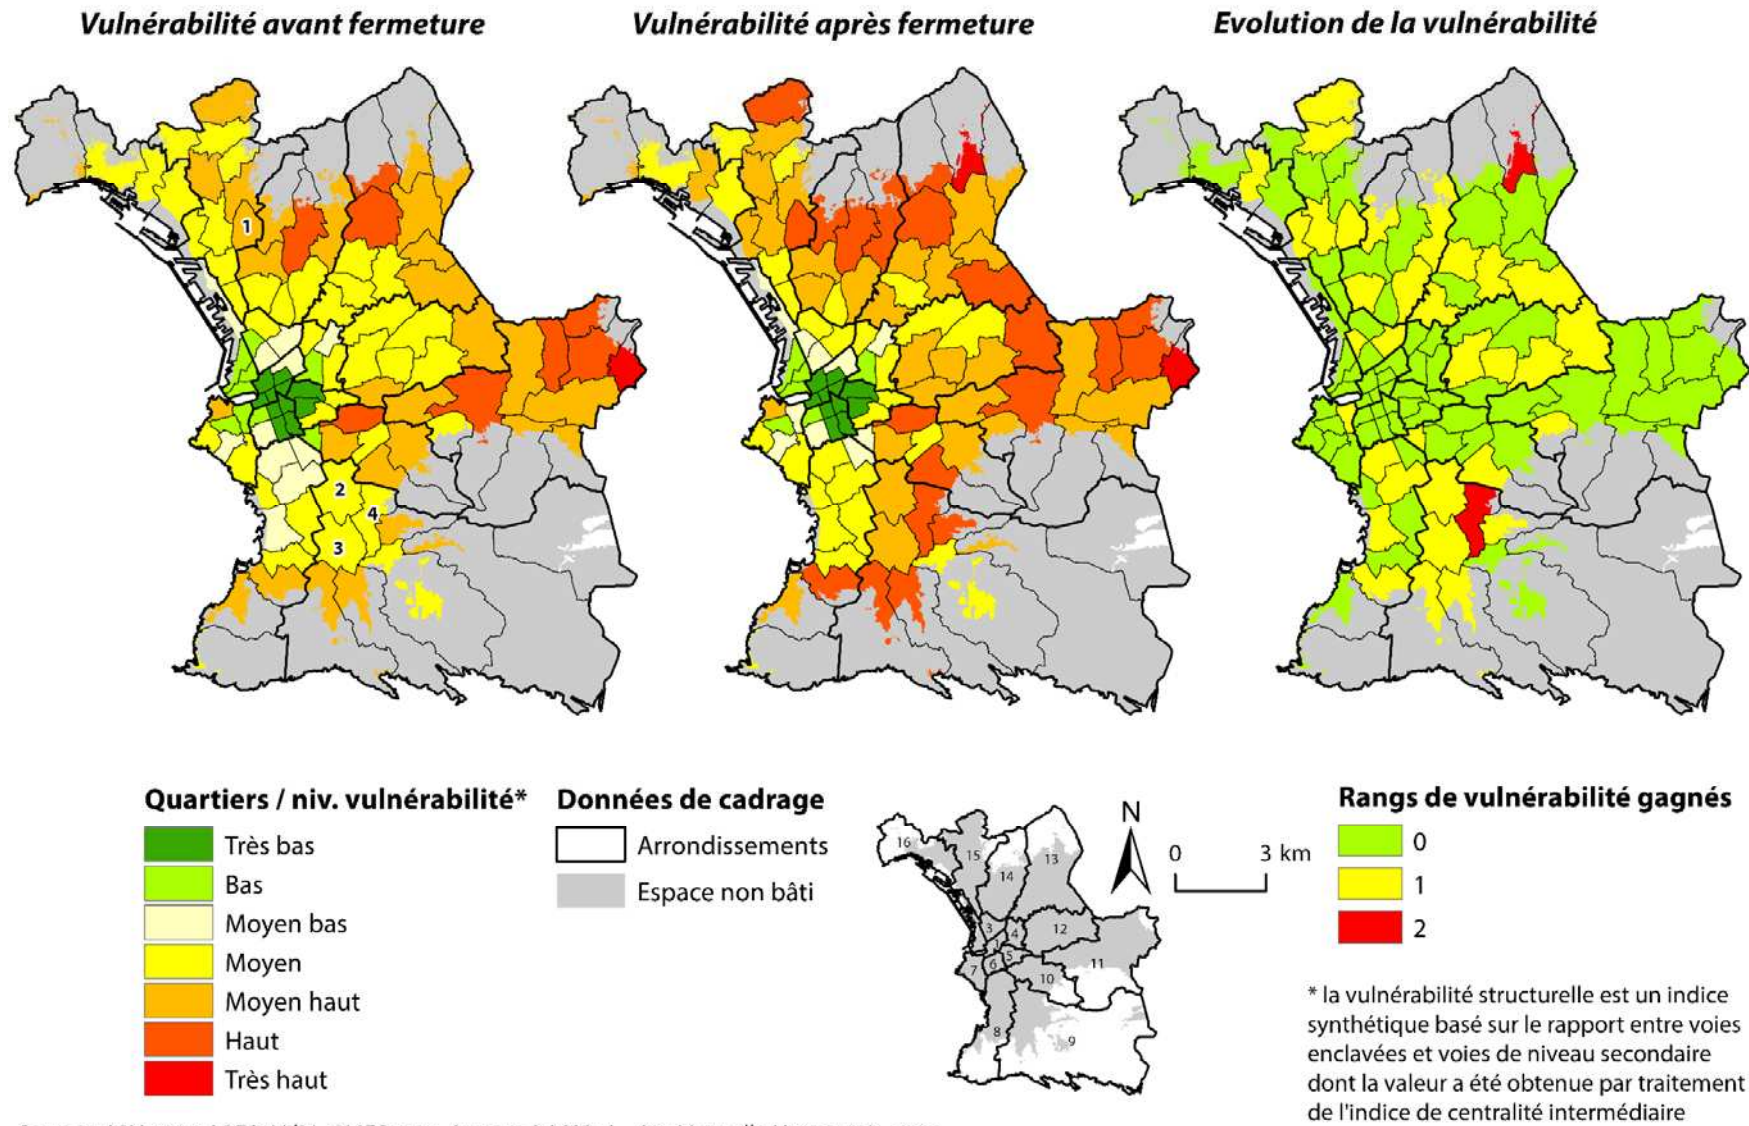 Vulnérabilité avant fermeture
Vulnérabilité après fermeture
Evolution de la vulnérabilité
1
2
4
3
Quartiers / niv. vulnérabilité*
Très bas
Bas
Moyen bas
Moyen
Moyen haut
Haut
Très haut
Données de cadrage
Arrondissements
Espace non bâti
16
15
14
13
3
4
12
1
5
7
6
10
11
8
9
N
0
3 km
Rangs de vulnérabilité gagnés
0
1
2
* la vulnérabilité structurelle est un indice
synthétique basé sur le rapport entre voies
enclavées et voies de niveau secondaire
dont la valeur a été obtenue par traitement
de l'indice de centralité intermédiaire